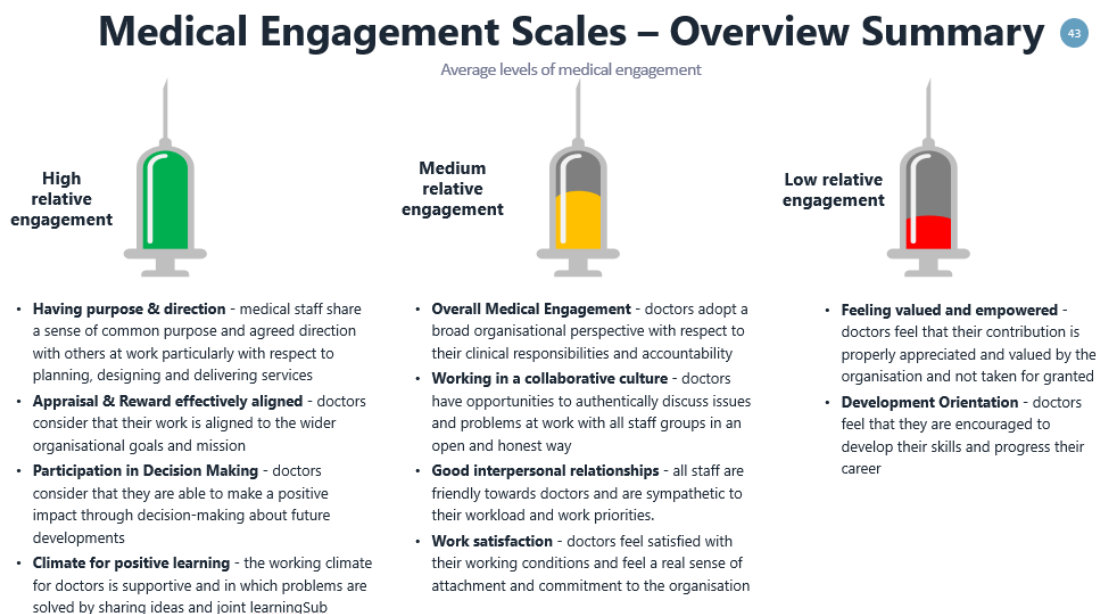 Medical Engagement Scales – Overview Summary
43
Average levels of medical engagement
High
relative
engagement
Medium
relative
engagement
Low relative
engagement
• Having purpose & direction - medical staff share
a sense of common purpose and agreed direction
with others at work particularly with respect to
planning, designing and delivering services
• Appraisal & Reward effectively aligned - doctors
consider that their work is aligned to the wider
organisational goals and mission
• Participation in Decision Making - doctors
consider that they are able to make a positive
impact through decision-making about future
developments
• Climate for positive learning - the working climate
for doctors is supportive and in which problems are
solved by sharing ideas and joint learningSub
• Overall Medical Engagement - doctors adopt a
broad organisational perspective with respect to
their clinical responsibilities and accountability
• Working in a collaborative culture - doctors
have opportunities to authentically discuss issues
and problems at work with all staff groups in an
open and honest way
• Good interpersonal relationships - all staff are
friendly towards doctors and are sympathetic to
their workload and work priorities.
• Work satisfaction - doctors feel satisfied with
their working conditions and feel a real sense of
attachment and commitment to the organisation
• Feeling valued and empowered -
doctors feel that their contribution is
properly appreciated and valued by the
organisation and not taken for granted
• Development Orientation - doctors
feel that they are encouraged to
develop their skills and progress their
career